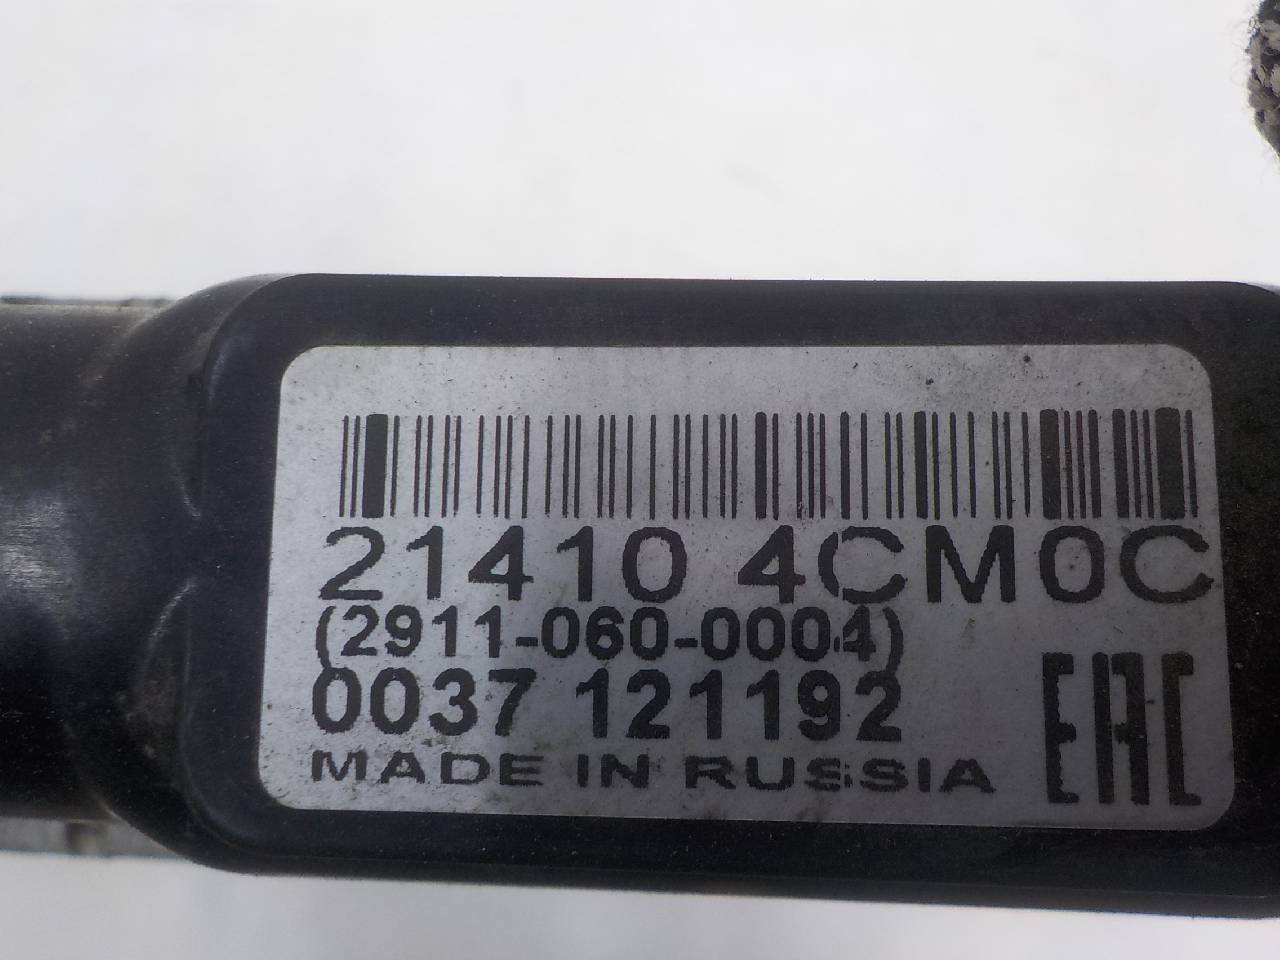 21410 4CM0C
(2911-060-0004)
0037 121192
MADE IN RUSSIA
EAC